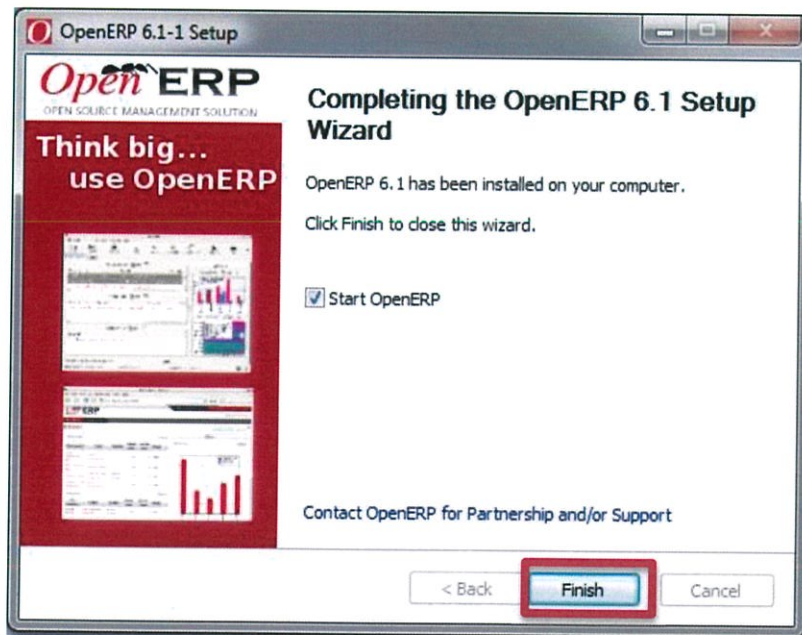 OpenERP 6.1-1 Setup
Open ERP
OPEN SOURCE MANAGEMENT SOLUTION
Think big...
use OpenERP
Completing the OpenERP 6.1 Setup
Wizard
OpenERP 6.1 has been installed on your computer.
Click Finish to close this wizard.
Start OpenERP
Contact OpenERP for Partnership and/or Support
< Back
Finish
Cancel